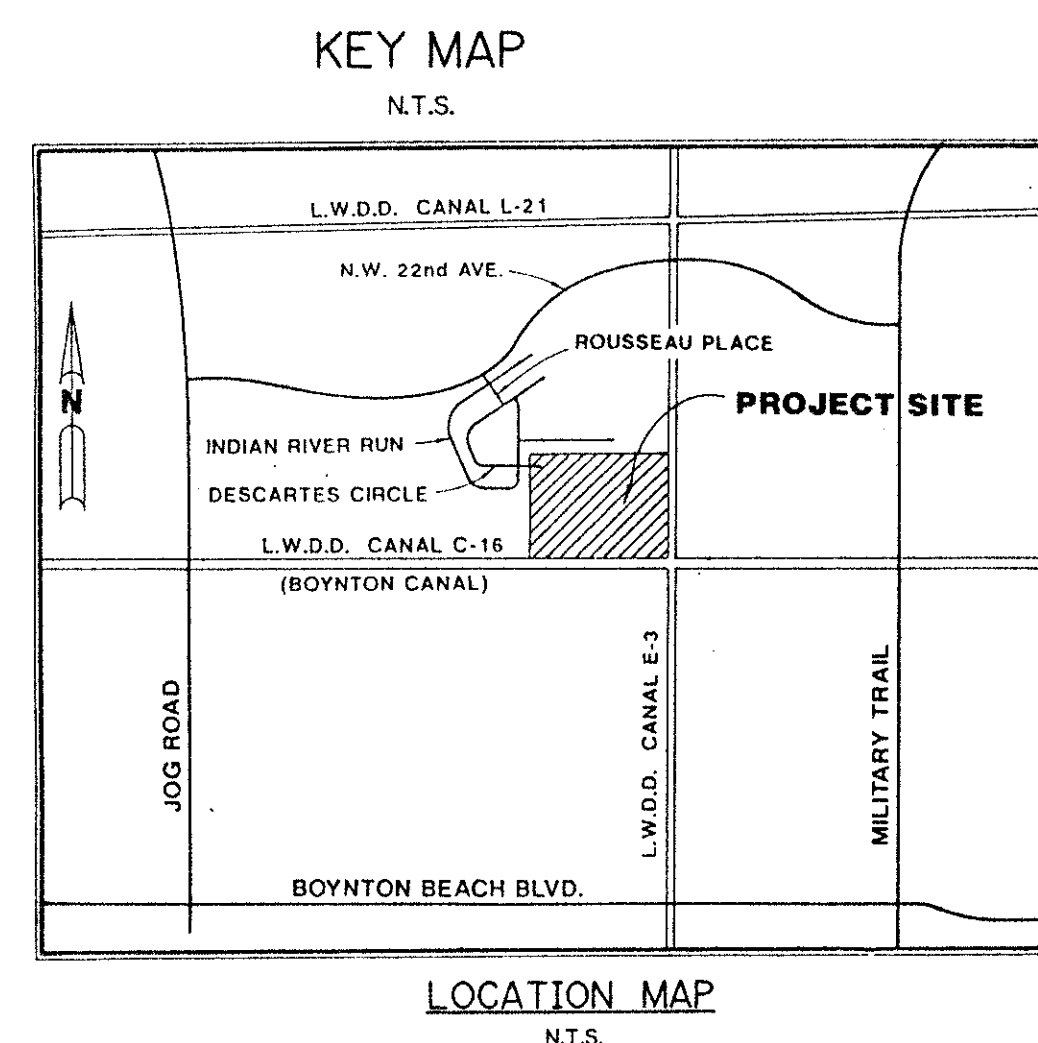 KEY MAP
N.T.S.
L.W.D.D. CANAL L-21
N.W. 22nd AVE.
ROUSSEAU PLACE
PROJECT SITE
N
INDIAN RIVER RUN
DESCARTES CIRCLE
L.W.D.D. CANAL C-16
(BOYNTON CANAL)
L.W.D.D. CANAL E-3
JOG ROAD
MILITARY TRAIL
BOYNTON BEACH BLVD.
LOCATION MAP
N.T.S.